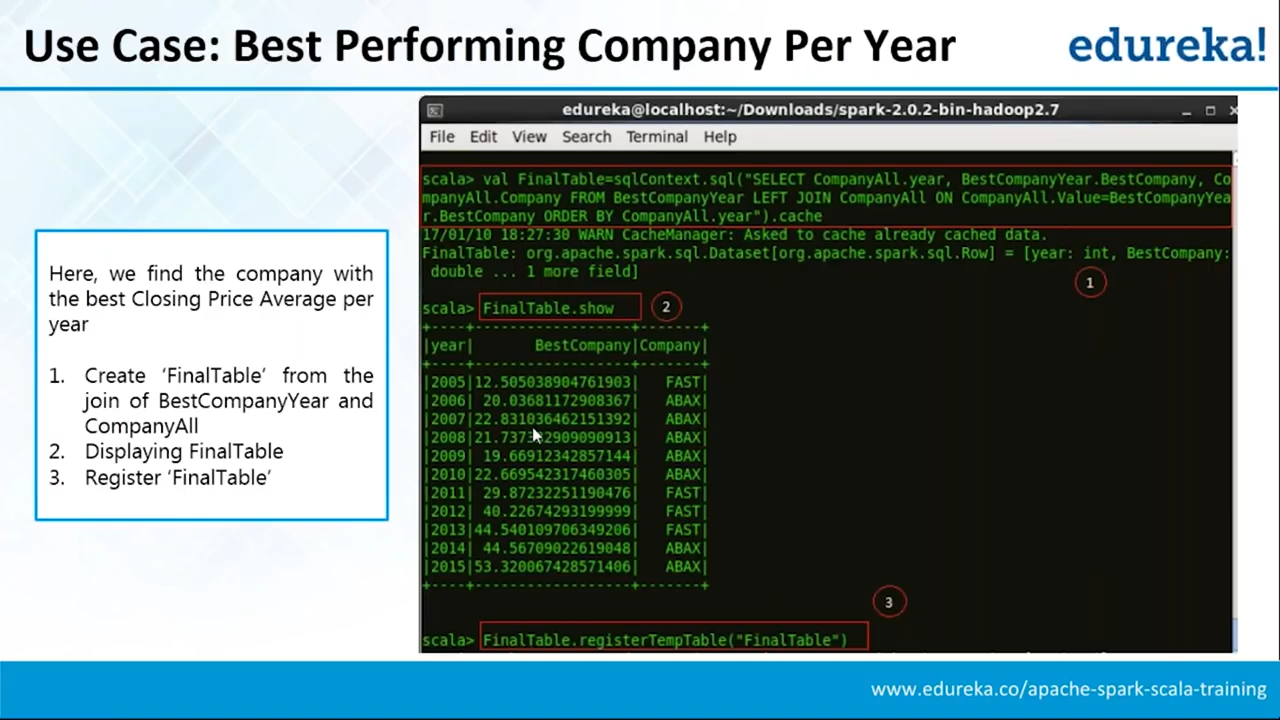 Use Case: Best Performing Company Per Year
edureka!
Here, we find the company with
the best Closing Price Average per
year
1. Create ‘FinalTable’ from the
join of BestCompanyYear and
CompanyAll
2. Displaying FinalTable
3. Register ‘FinalTable’
edureka@localhost:~/Downloads/spark-2.0.2-bin-hadoop2.7
File Edit View Search Terminal Help
scala> val FinalTable=sqlContext.sql("SELECT CompanyAll.year, BestCompanyYear.BestCompany, Co
mpanyAll.Company FROM BestCompanyYear LEFT JOIN CompanyAll ON CompanyAll.Value=BestCompanyYea
r.BestCompany ORDER BY CompanyAll.year").cache
17/01/10 18:27:30 WARN CacheManager: Asked to cache already cached data.
FinalTable: org.apache.spark.sql.Dataset[org.apache.spark.sql.Row] = [year: int, BestCompany:
double ... 1 more field]
1
scala> FinalTable.show
2
+----+------------------+-------+
|year|       BestCompany|Company|
+----+------------------+-------+
|2005|12.505038904761903|   FAST|
|2006| 20.03681172908367|   ABAX|
|2007|22.831036462151392|   ABAX|
|2008|21.737332909090913|   ABAX|
|2009| 19.66912342857144|   ABAX|
|2010|22.669542317460305|   ABAX|
|2011| 29.87232251190476|   FAST|
|2012| 40.22674293199999|   FAST|
|2013|44.540109706349206|   FAST|
|2014| 44.56709022619048|   ABAX|
|2015|53.320067428571406|   ABAX|
+----+------------------+-------+
3
scala> FinalTable.registerTempTable("FinalTable")
www.edureka.co/apache-spark-scala-training